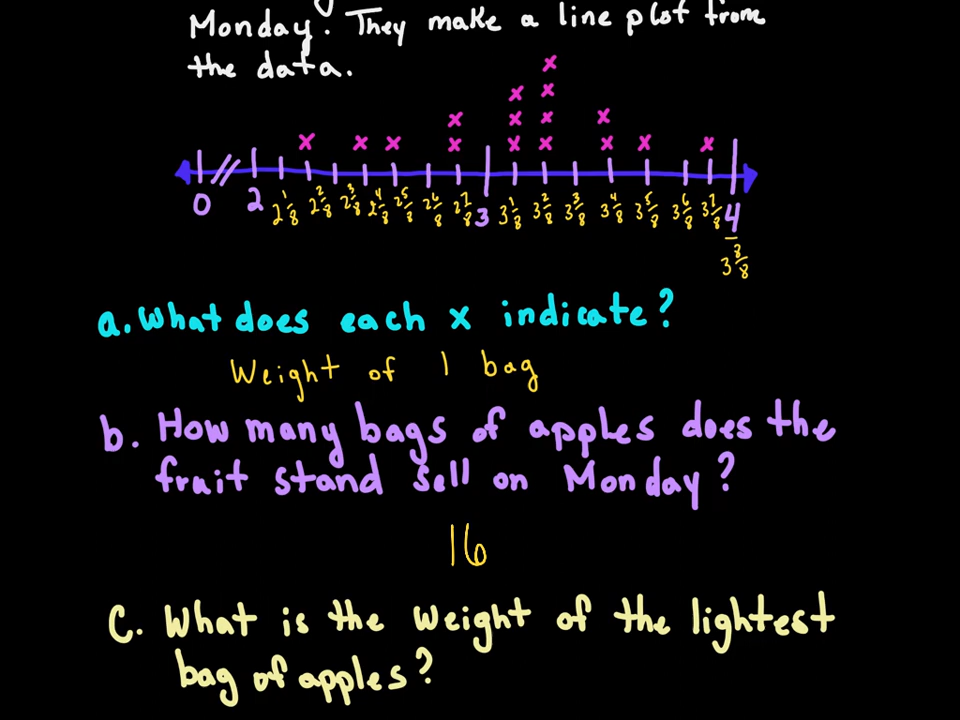 Monday. They make a line plot from
the data.
x
x x
x x x
x x x x x x x x x
0 2 2 1/8 2 2/8 2 3/8 2 4/8 2 5/8 2 6/8 2 7/8 3 3 1/8 3 2/8 3 3/8 3 4/8 3 5/8 3 6/8 3 7/8 4
3 8/8
a. What does each x indicate?
Weight of 1 bag
b. How many bags of apples does the
fruit stand sell on Monday?
16
C. What is the weight of the lightest
bag of apples?